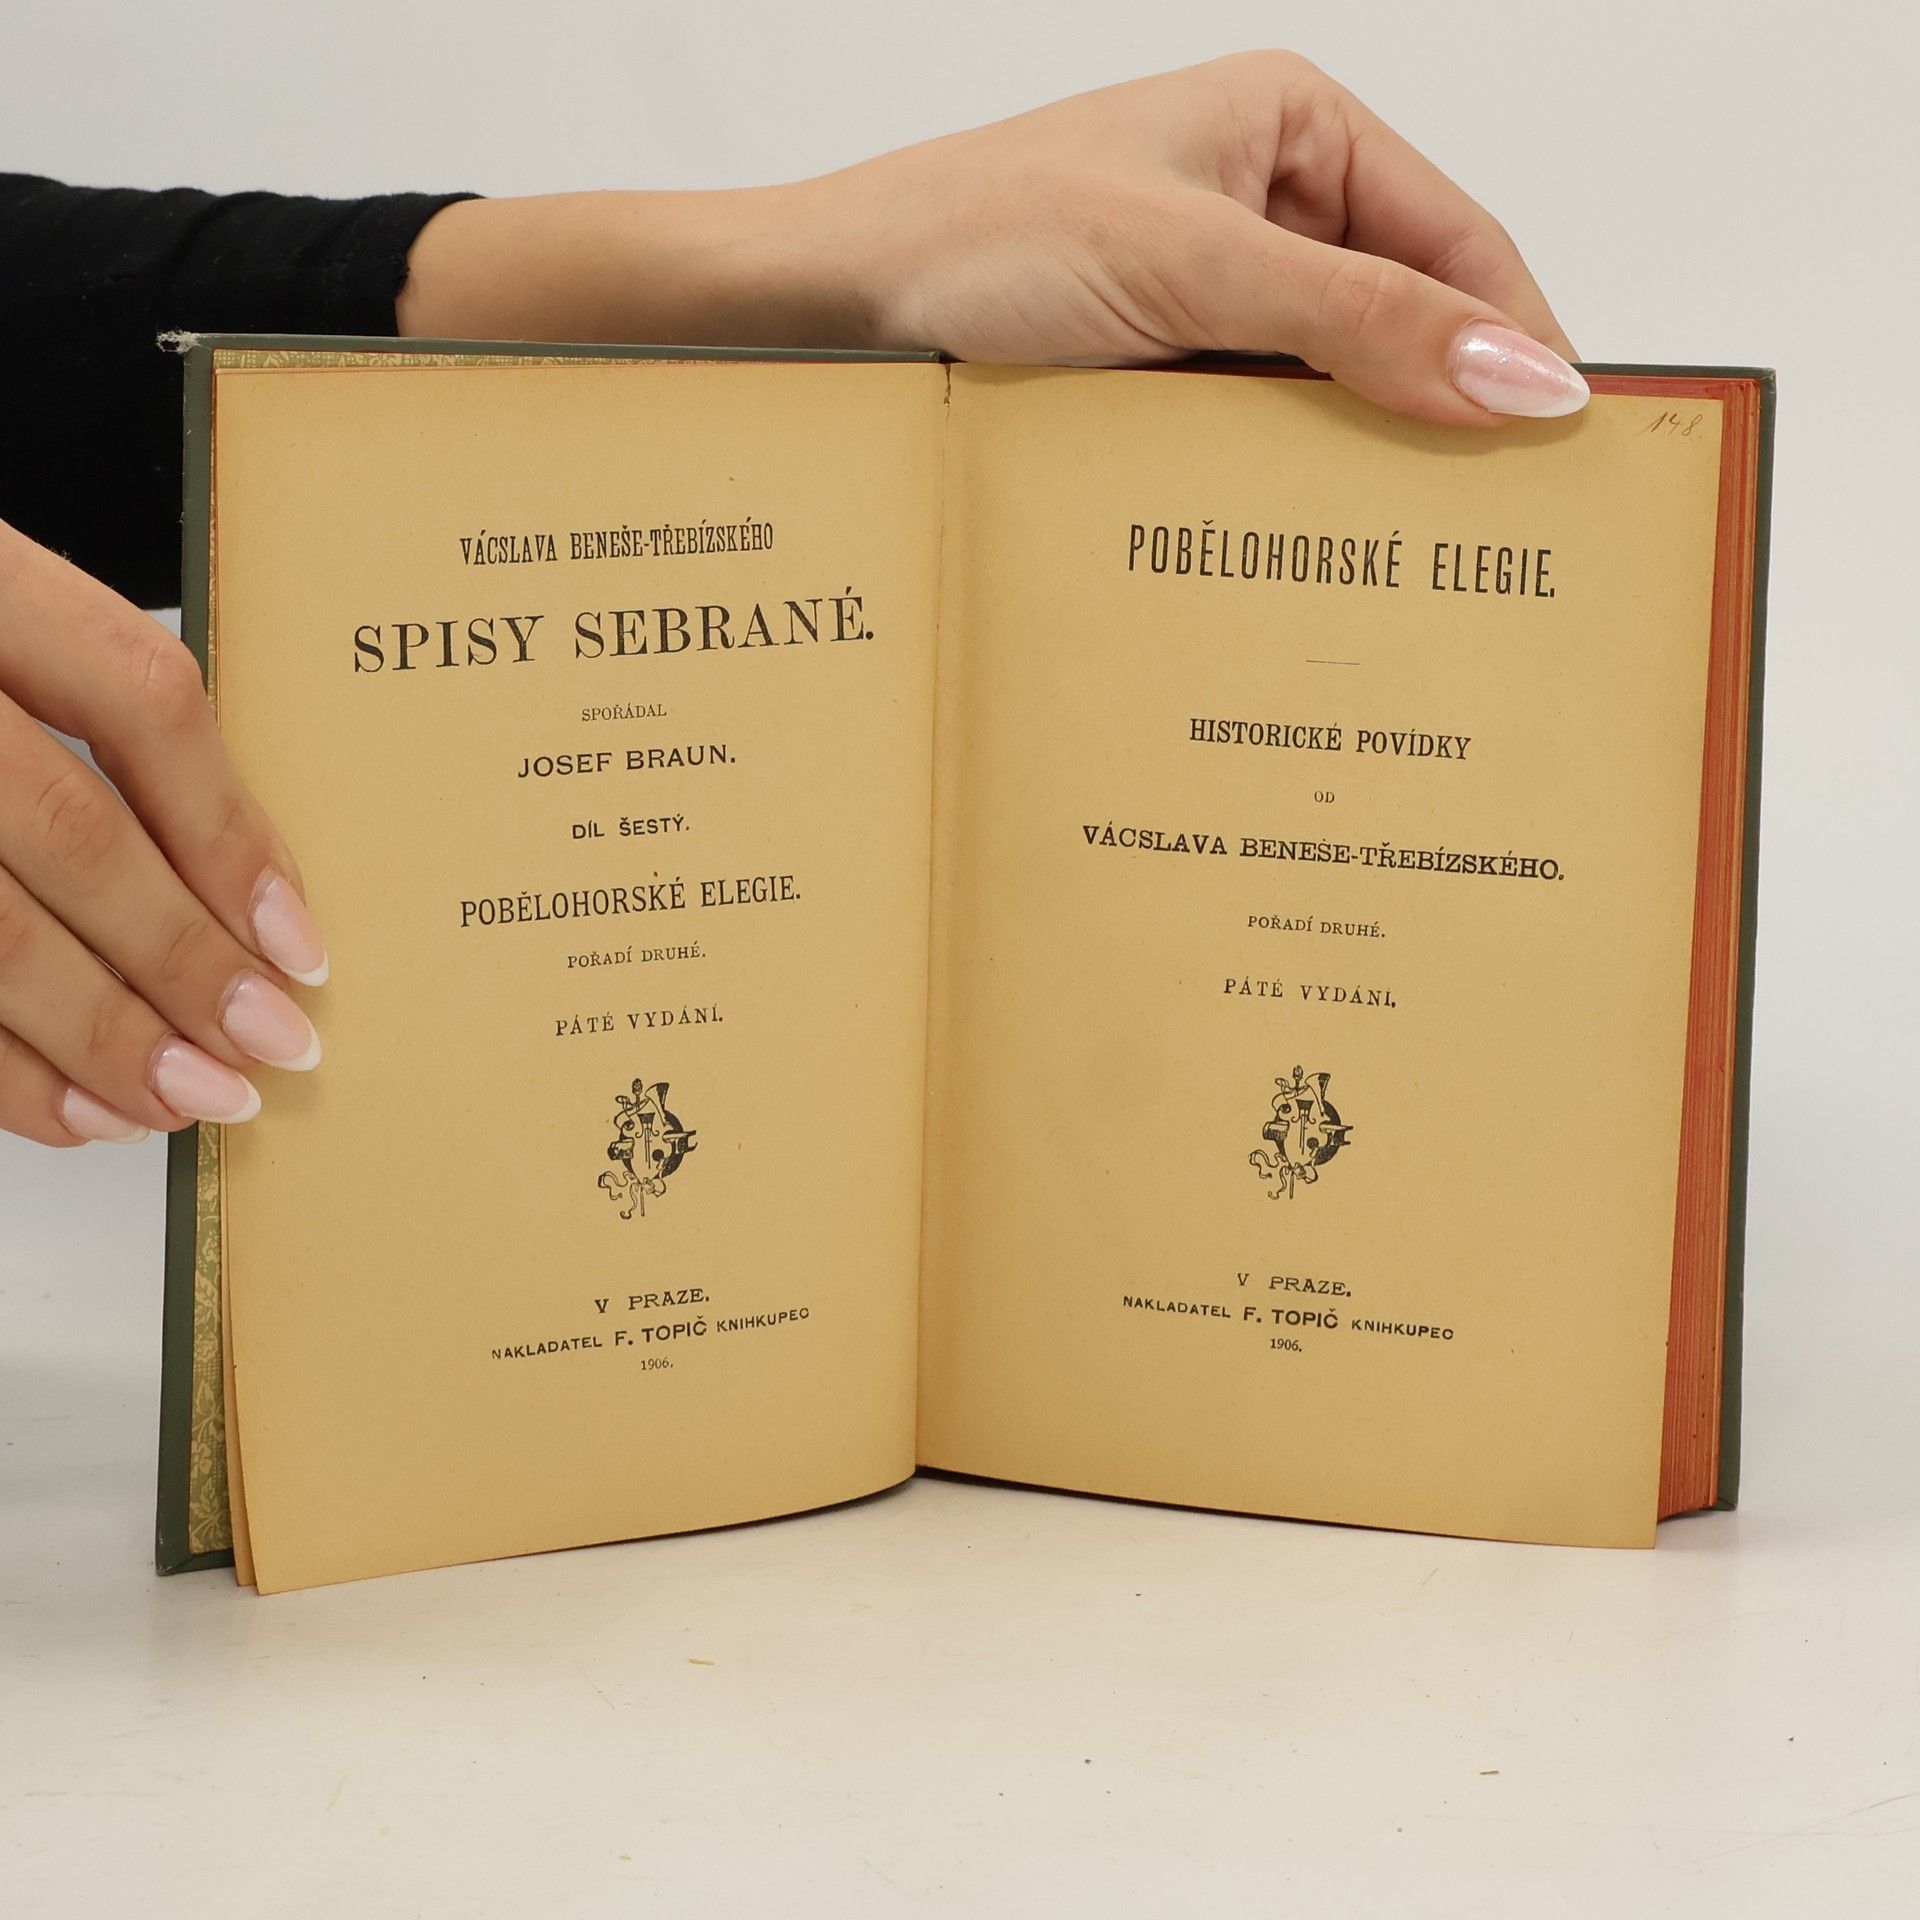 VÁCSLAVA BENEŠE-TŘEBÍZSKÉHO
SPISY SEBRANÉ.
SPOŘÁDAL
JOSEF BRAUN.
DÍL ŠESTÝ.
POBĚLOHORSKÉ ELEGIE.
POŘADÍ DRUHÉ.
PÁTÉ VYDÁNÍ.
V PRAZE.
NAKLADATEL F. TOPIČ KNIHKUPEC
1906.
148.
POBĚLOHORSKÉ ELEGIE.
HISTORICKÉ POVÍDKY
OD
VÁCSLAVA BENEŠE-TŘEBÍZSKÉHO.
POŘADÍ DRUHÉ.
PÁTÉ VYDÁNÍ.
V PRAZE.
NAKLADATEL F. TOPIČ KNIHKUPEC
1906.